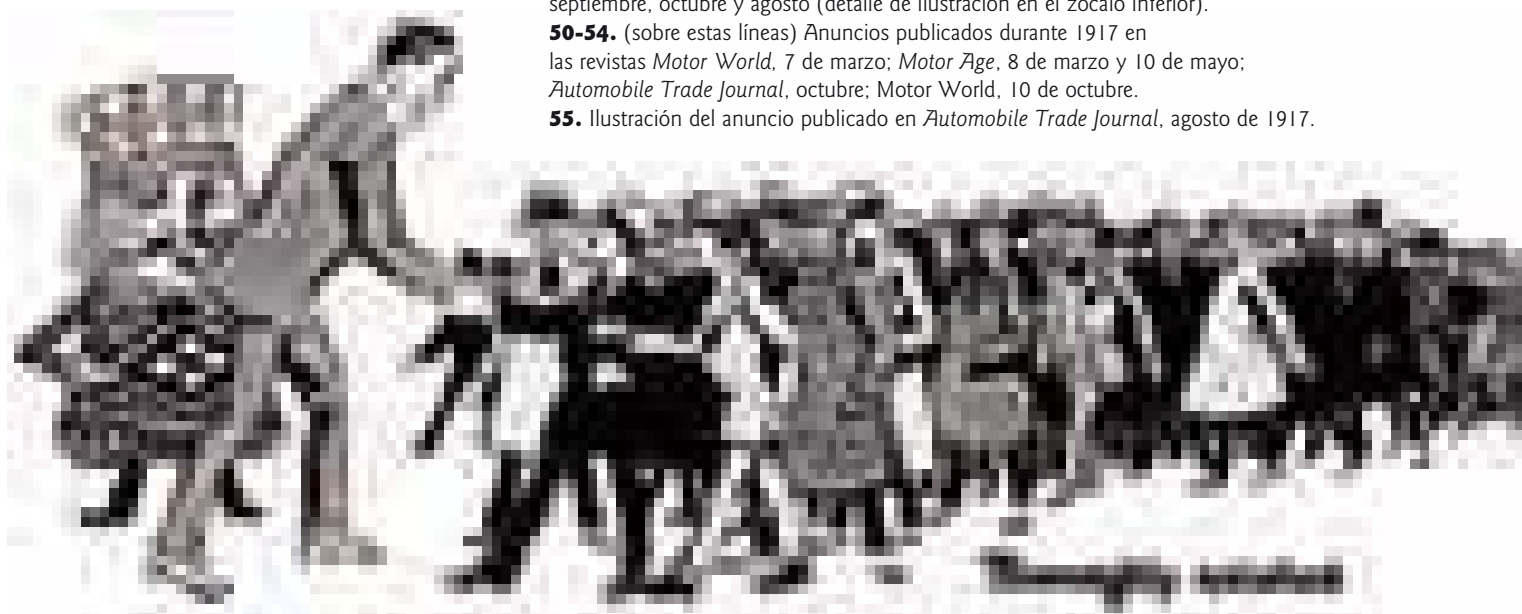 septiembre, octubre y agosto (detalle de ilustración en el zócalo inferior).
50-54. (sobre estas líneas) Anuncios publicados durante 1917 en
las revistas Motor World, 7 de marzo; Motor Age, 8 de marzo y 10 de mayo;
Automobile Trade Journal, octubre; Motor World, 10 de octubre.
55. Ilustración del anuncio publicado en Automobile Trade Journal, agosto de 1917.